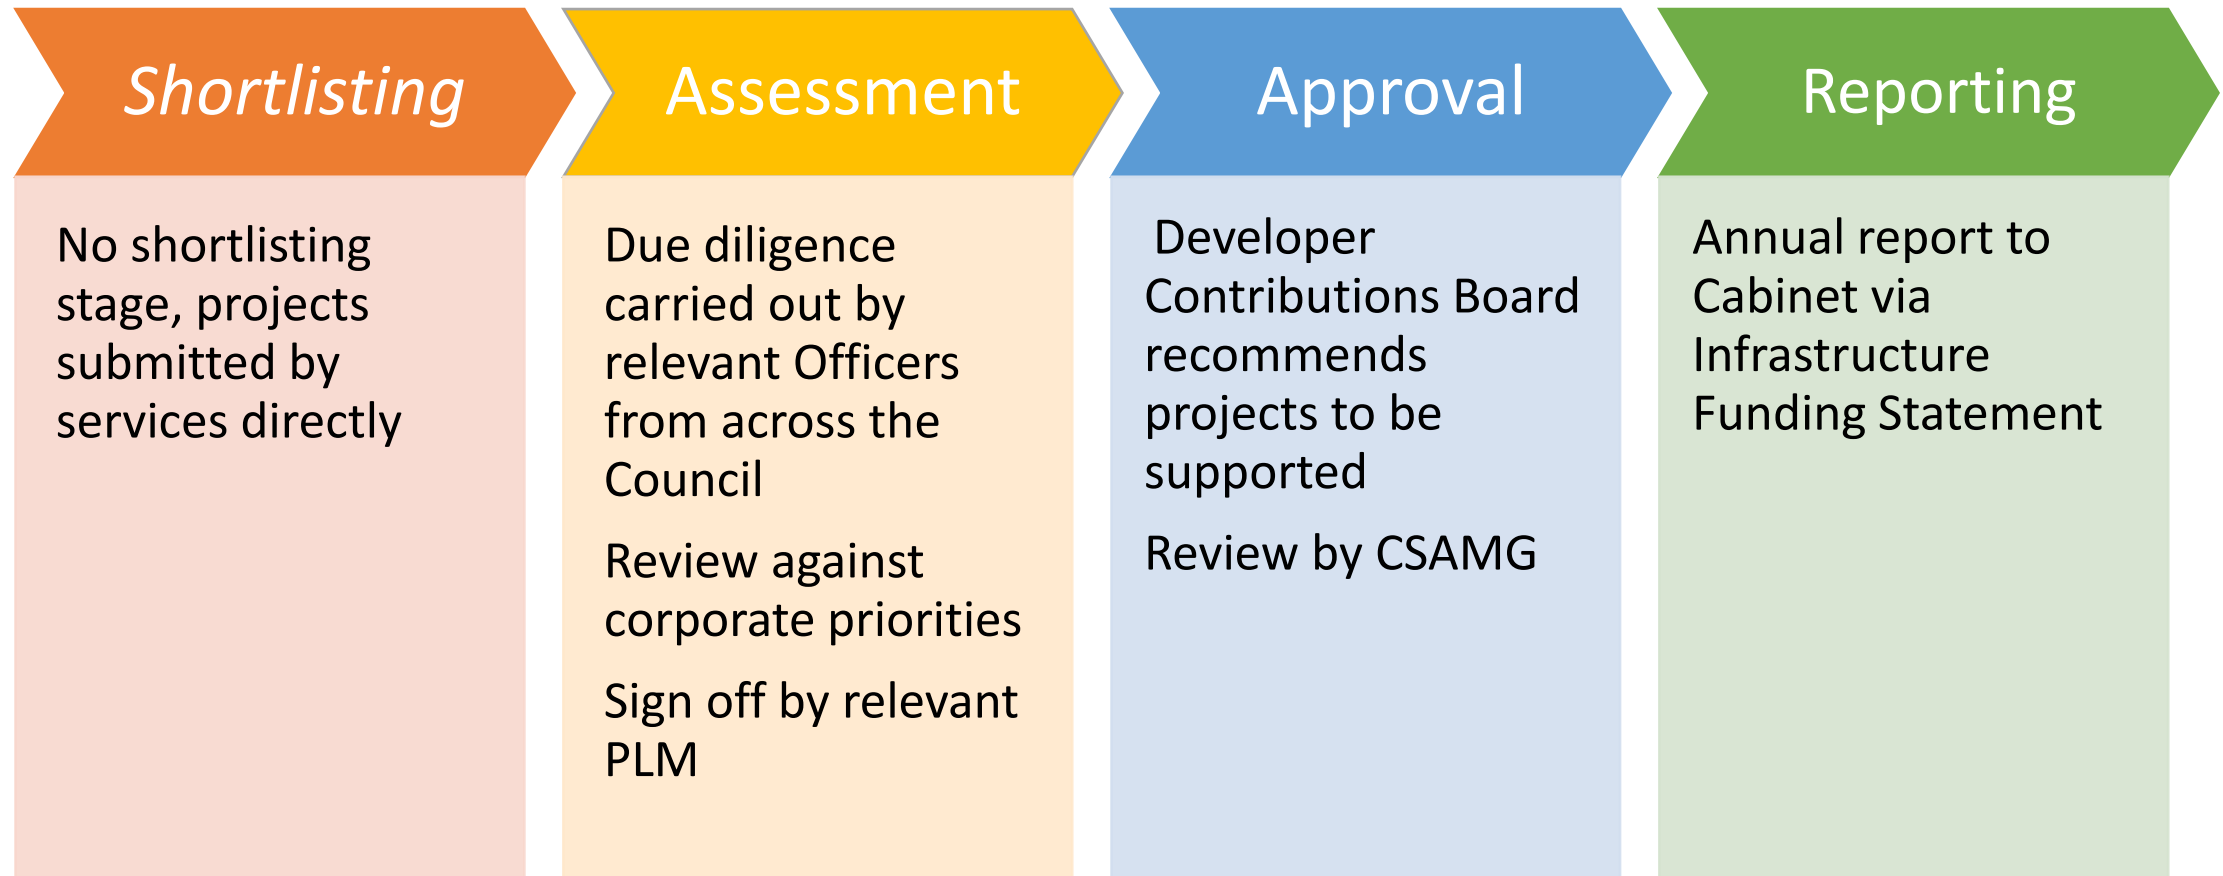 Shortlisting
No shortlisting
stage, projects
submitted by
services directly
Assessment
Due diligence
carried out by
relevant Officers
from across the
Council
Review against
corporate priorities
Sign off by relevant
PLM
Approval
Developer
Contributions Board
recommends
projects to be
supported
Review by CSAMG
Reporting
Annual report to
Cabinet via
Infrastructure
Funding Statement